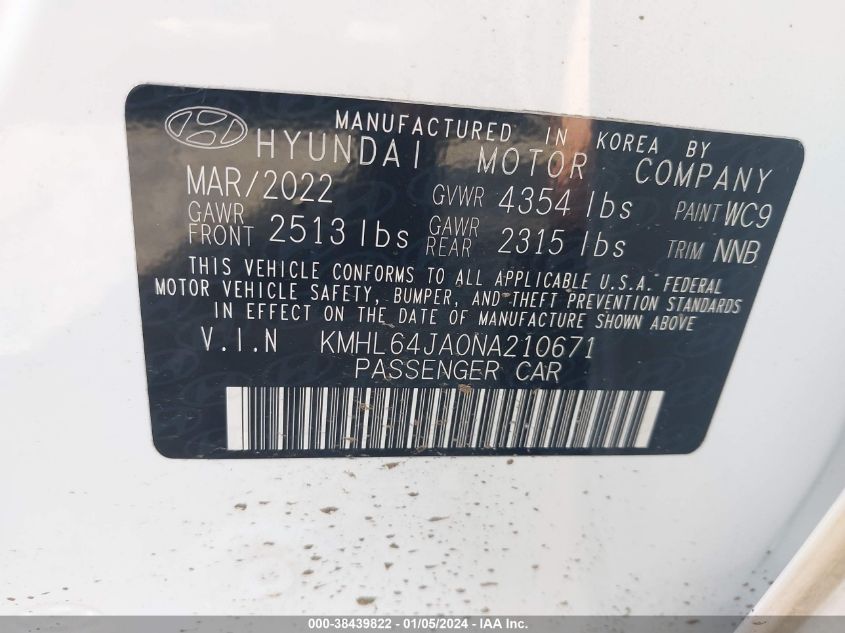 MANUFACTURED IN KOREA BY
HYUNDAI MOTOR COMPANY
MAR/2022 GVWR 4354 lbs PAINT WC9
GAWR FRONT 2513 lbs GAWR REAR 2315 lbs TRIM NNB
THIS VEHICLE CONFORMS TO ALL APPLICABLE U.S.A. FEDERAL
MOTOR VEHICLE SAFETY, BUMPER, AND THEFT PREVENTION STANDARDS
IN EFFECT ON THE DATE OF MANUFACTURE SHOWN ABOVE
V.I.N KMHL64JA0NA210671
PASSENGER CAR
000-38439822 - 01/05/2024 - IAA Inc.